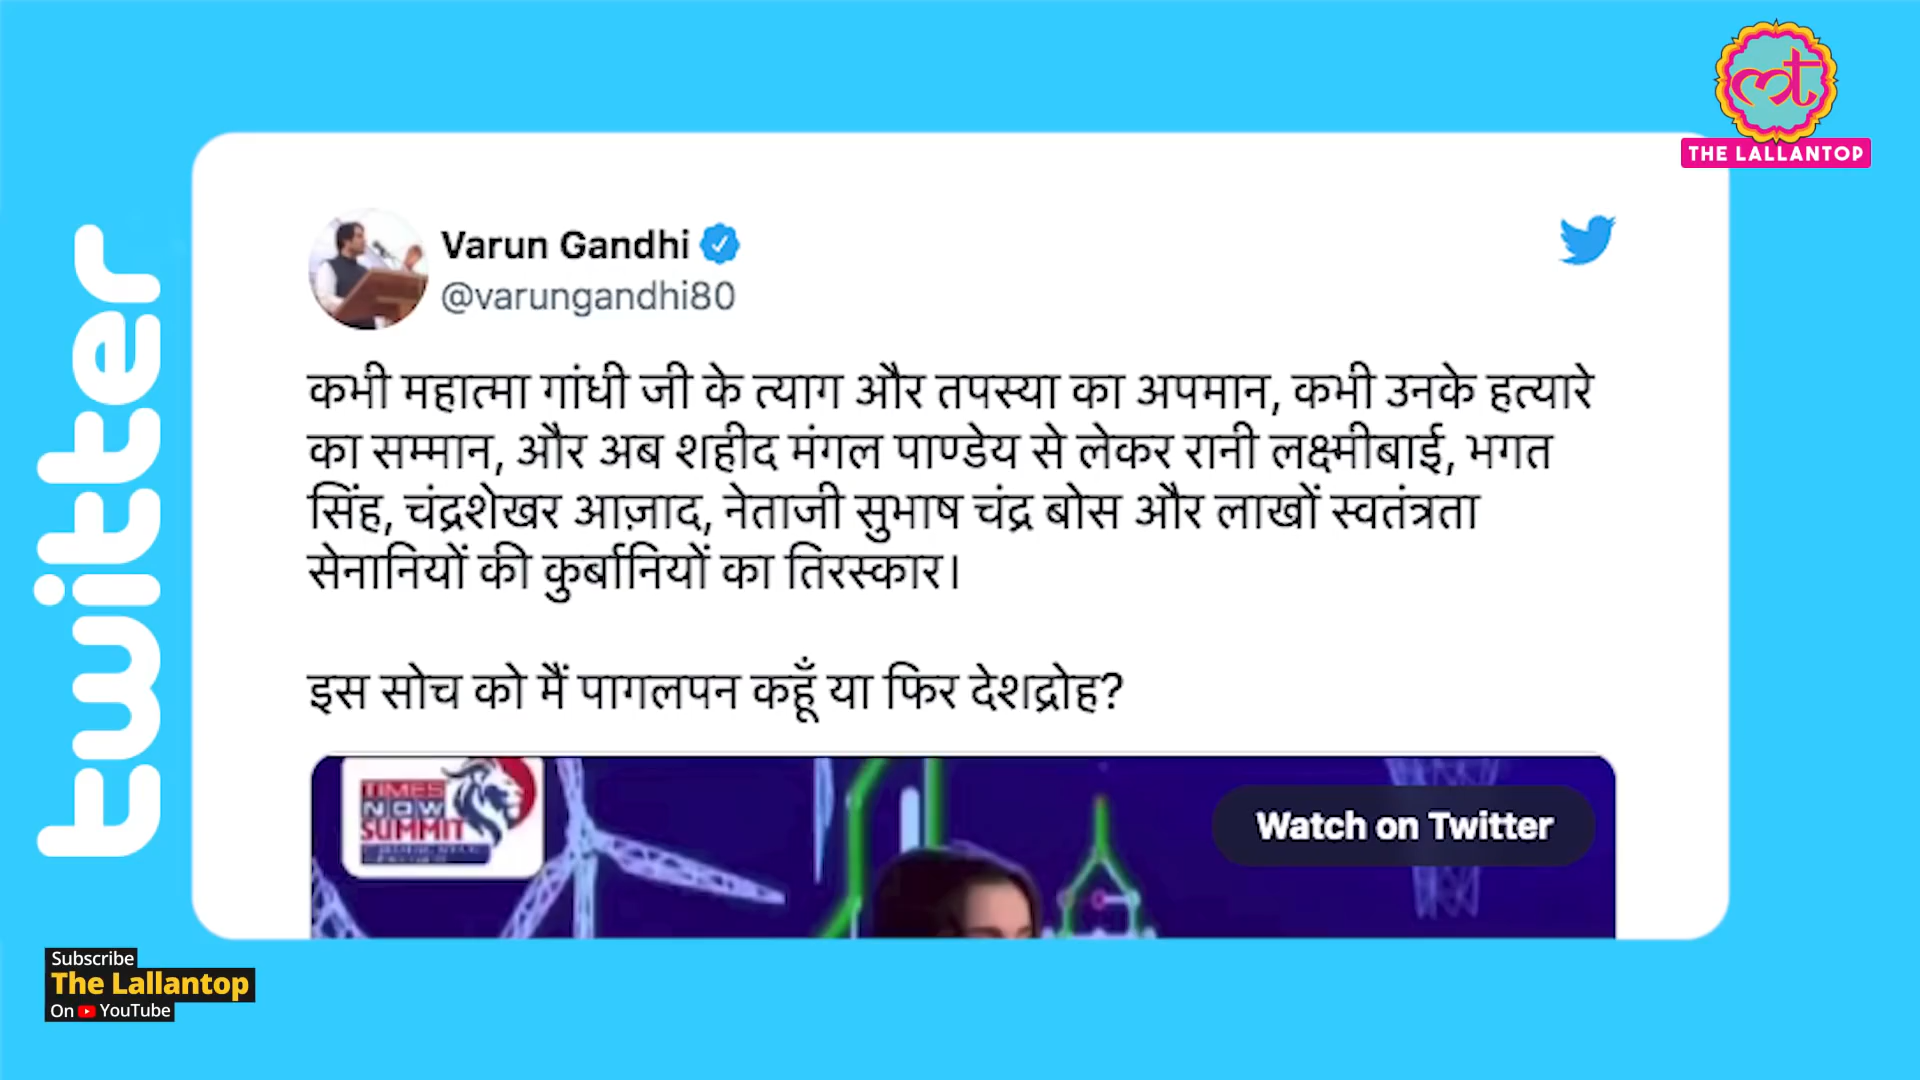 THE LALLANTOP
twitter
Varun Gandhi
@varungandhi80
कभी महात्मा गांधी जी के त्याग और तपस्या का अपमान, कभी उनके हत्यारे
का सम्मान, और अब शहीद मंगल पाण्डेय से लेकर रानी लक्ष्मीबाई, भगत
सिंह, चंद्रशेखर आज़ाद, नेताजी सुभाष चंद्र बोस और लाखों स्वतंत्रता
सेनानियों की कुर्बानियों का तिरस्कार।
इस सोच को मैं पागलपन कहूँ या फिर देशद्रोह?
TIMES
NOW
SUMMIT
Watch on Twitter
Subscribe
The Lallantop
On YouTube